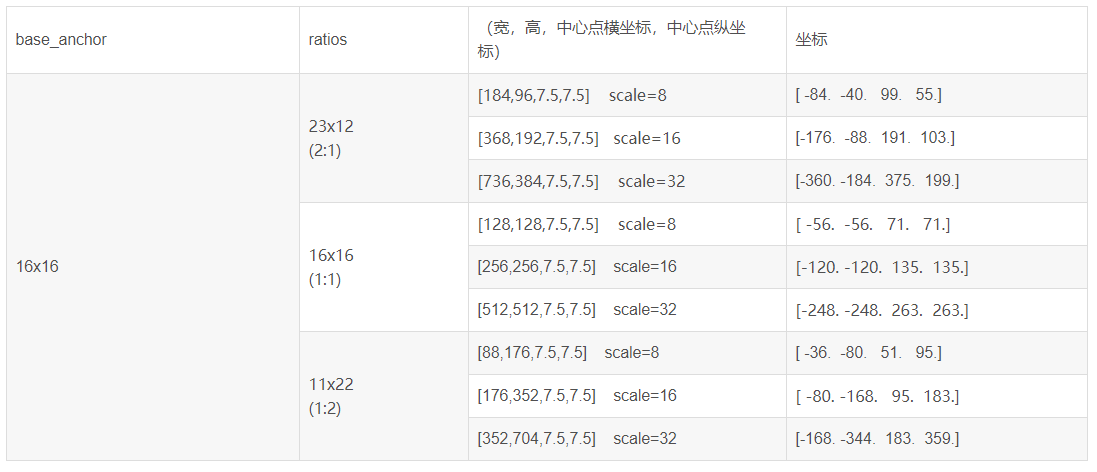 base_anchor ratios （宽，高，中心点横坐标，中心点纵坐
标） 坐标
16x16
23x12
(2:1)
[184,96,7.5,7.5] scale=8 [ -84. -40. 99. 55.]
[368,192,7.5,7.5] scale=16 [-176. -88. 191. 103.]
[736,384,7.5,7.5] scale=32 [-360. -184. 375. 199.]
16x16
(1:1)
[128,128,7.5,7.5] scale=8 [ -56. -56. 71. 71.]
[256,256,7.5,7.5] scale=16 [-120. -120. 135. 135.]
[512,512,7.5,7.5] scale=32 [-248. -248. 263. 263.]
11x22
(1:2)
[88,176,7.5,7.5] scale=8 [ -36. -80. 51. 95.]
[176,352,7.5,7.5] scale=16 [ -80. -168. 95. 183.]
[352,704,7.5,7.5] scale=32 [-168. -344. 183. 359.]